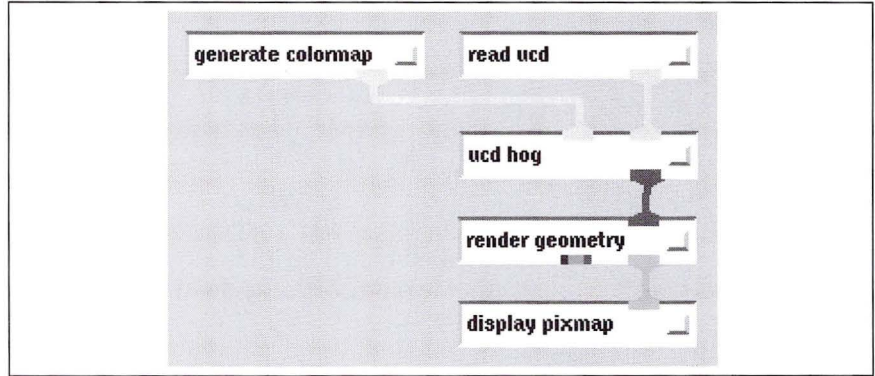 generate colormap
read ucd
ucd hog
render geometry
display pixmap